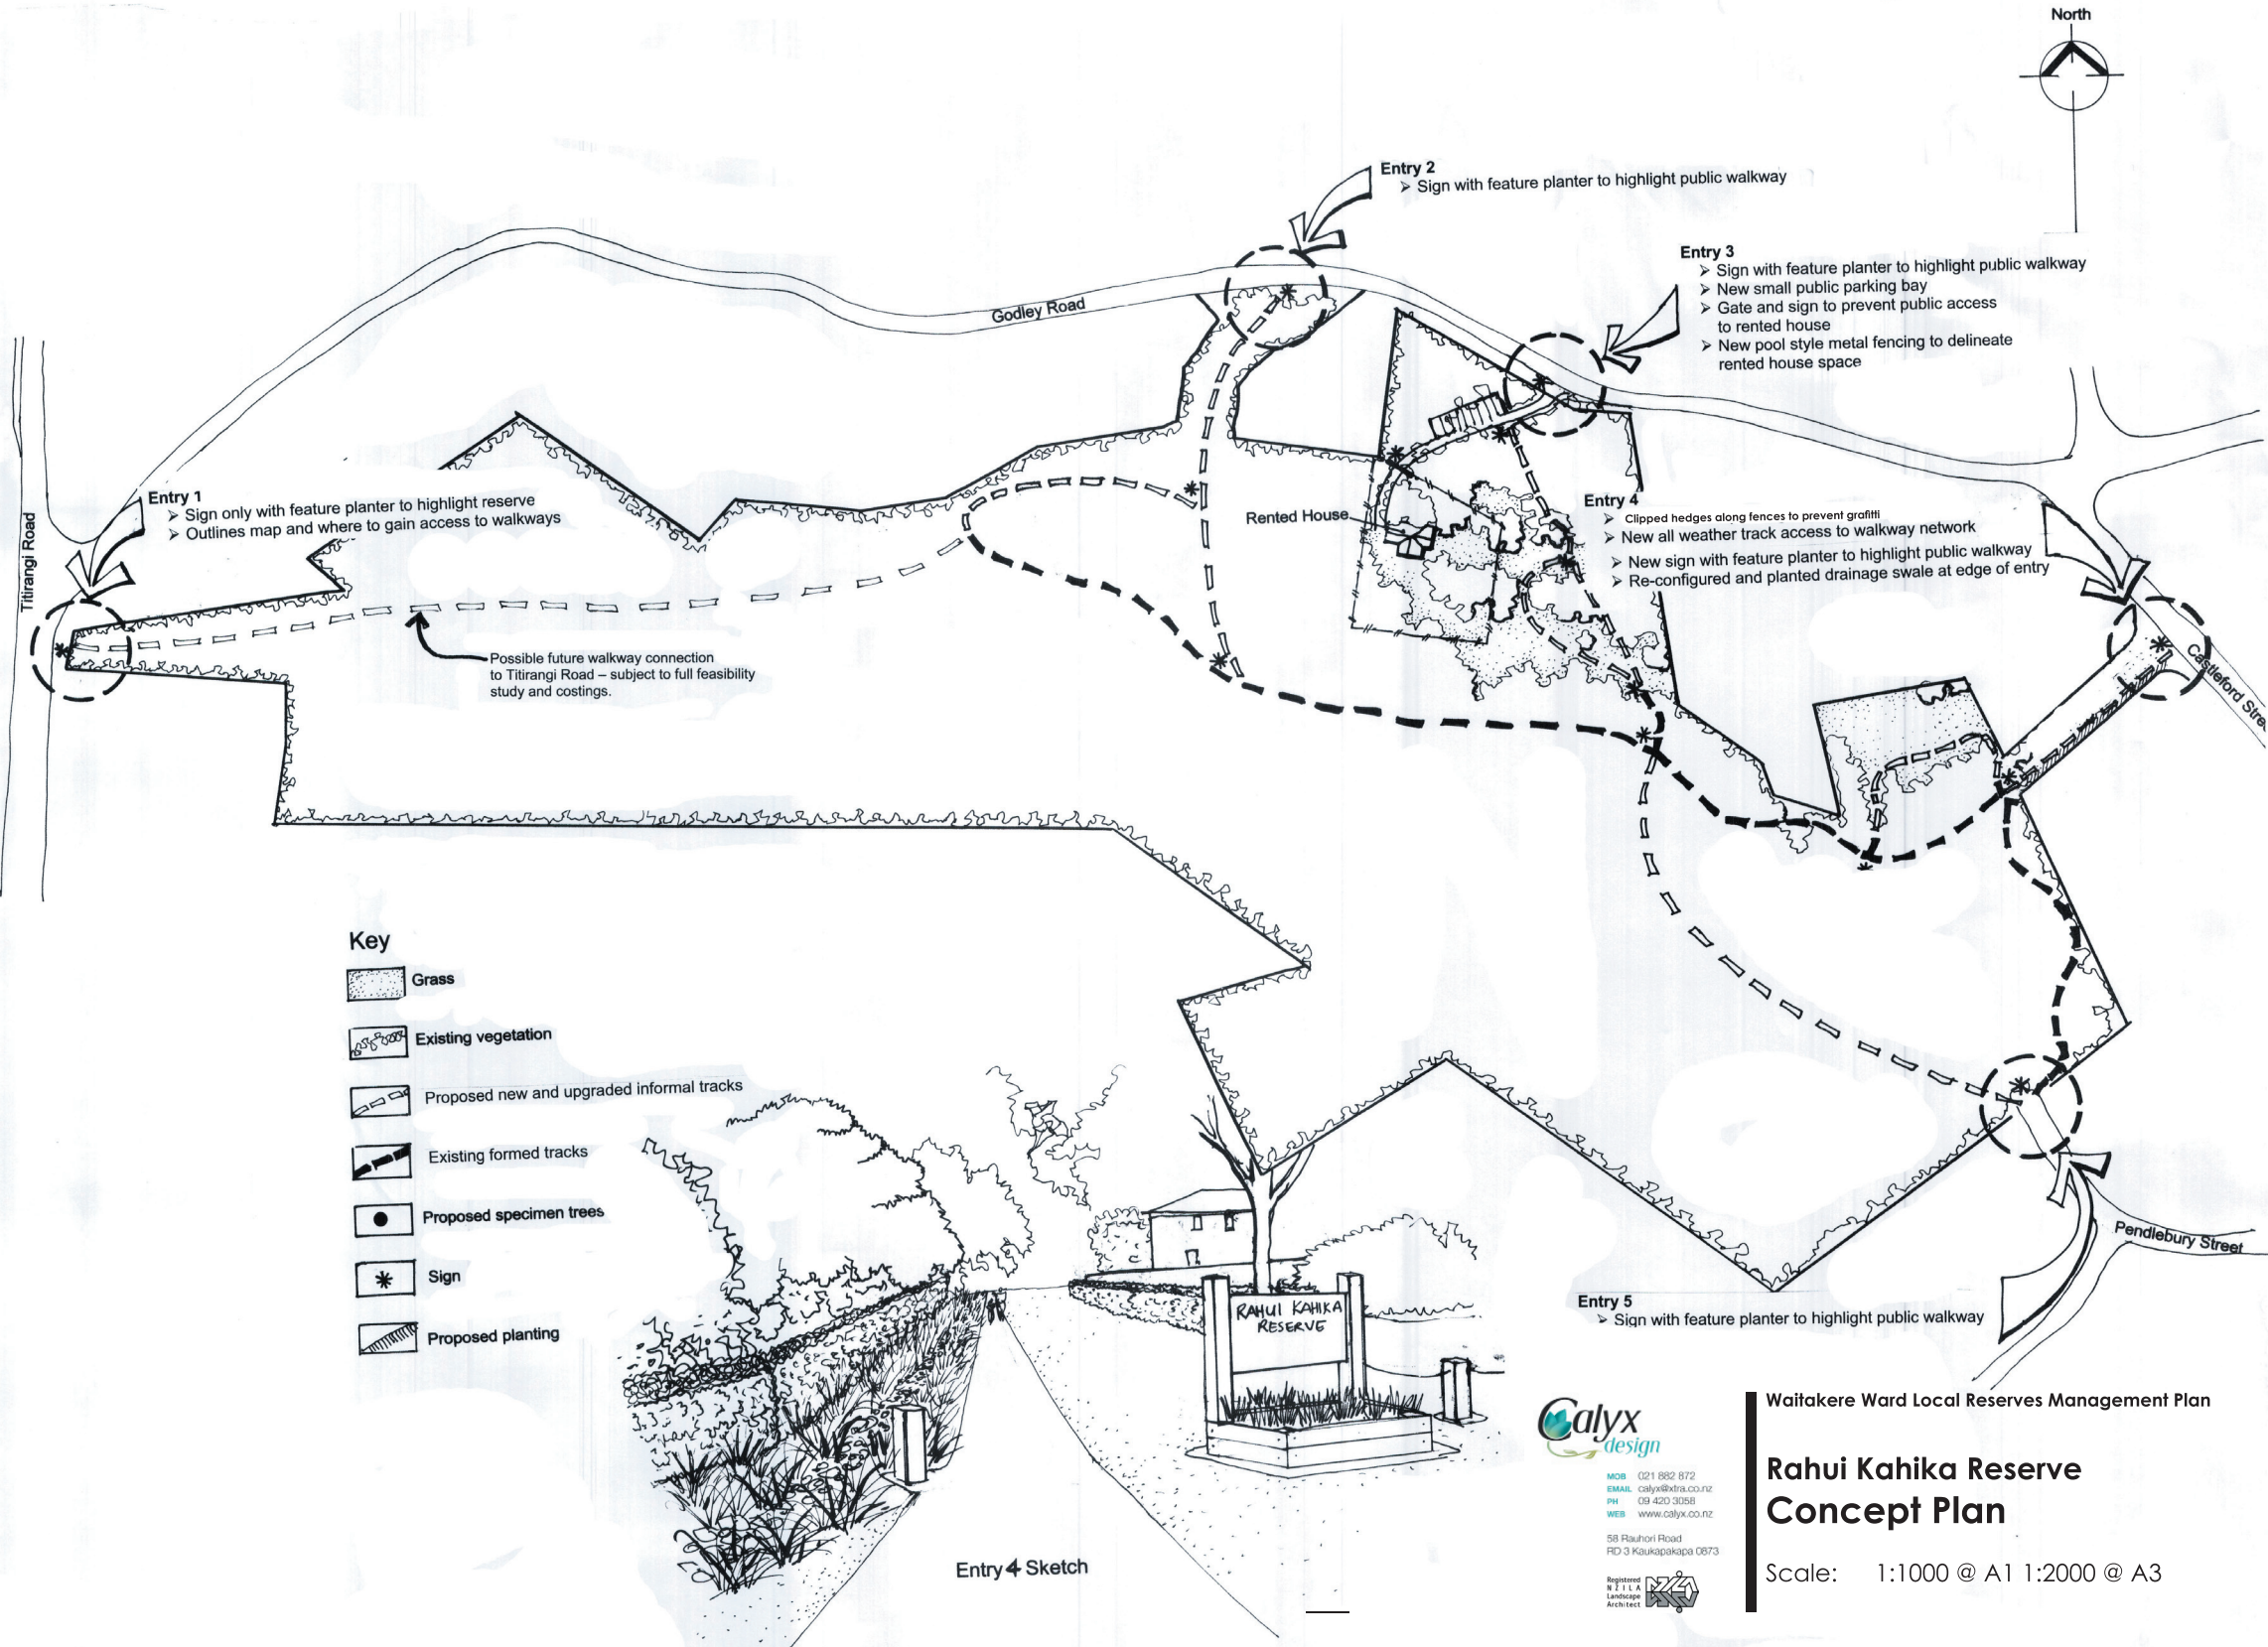 North
Entry 2
➢ Sign with feature planter to highlight public walkway
Entry 3
➢ Sign with feature planter to highlight public walkway
➢ New small public parking bay
➢ Gate and sign to prevent public access
to rented house
➢ New pool style metal fencing to delineate
rented house space
Godley Road
Entry 1
➢ Sign only with feature planter to highlight reserve
➢ Outlines map and where to gain access to walkways
Titirangi Road
Rented House
Entry 4
➢ Clipped hedges along fences to prevent grafitti
➢ New all weather track access to walkway network
➢ New sign with feature planter to highlight public walkway
➢ Re-configured and planted drainage swale at edge of entry
Possible future walkway connection
to Titirangi Road – subject to full feasibility
study and costings.
Castleford Stre
Key
Grass
Existing vegetation
Proposed new and upgraded informal tracks
Existing formed tracks
Proposed specimen trees
Sign
Proposed planting
Pendlebury Street
Entry 5
➢ Sign with feature planter to highlight public walkway
RAHUI KAHIKA
RESERVE
Entry 4 Sketch
Calyx
design
MOB 021 882 872
EMAIL calyx@xtra.co.nz
PH 09 420 3058
WEB www.calyx.co.nz
58 Rauhori Road
RD 3 Kaukapakapa 0873
Registered
NZILA
Landscape
Architect
Waitakere Ward Local Reserves Management Plan
Rahui Kahika Reserve
Concept Plan
Scale: 1:1000 @ A1 1:2000 @ A3